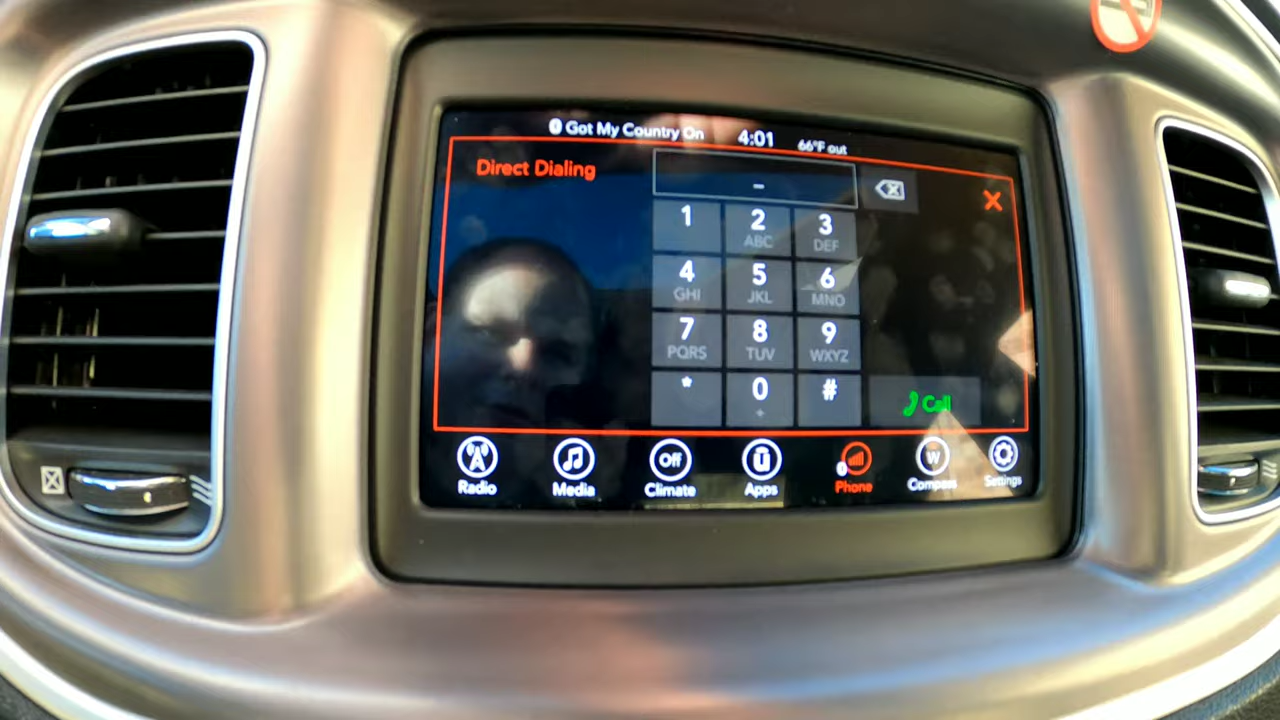 Got My Country On 4:01 66°F out
Direct Dialing
-
1 2 3
ABC DEF
4 5 6
GHI JKL MNO
7 8 9
PQRS TUV WXYZ
* 0 #
+
Call
Off W
Radio Media Climate Apps Phone Compass Settings